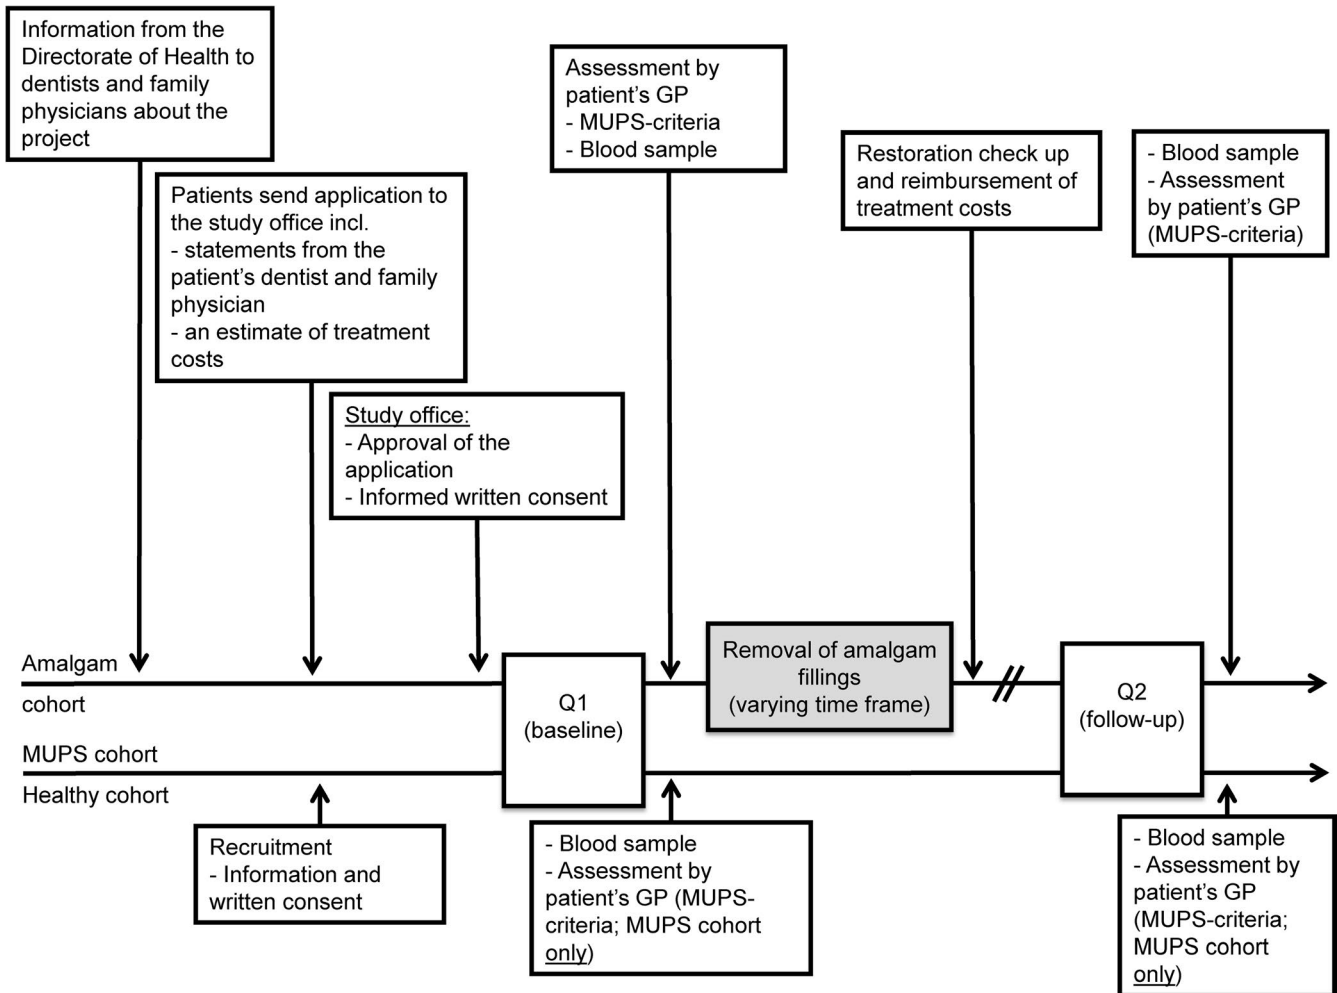 Information from the
Directorate of Health to
dentists and family
physicians about the
project
Patients send application to
the study office incl.
- statements from the
patient's dentist and family
physician
- an estimate of treatment
costs
Study office:
- Approval of the
application
- Informed written consent
Assessment by
patient's GP
- MUPS-criteria
- Blood sample
Restoration check up
and reimbursement of
treatment costs
- Blood sample
- Assessment
by patient's GP
(MUPS-criteria)
Amalgam
cohort
Q1
(baseline)
Removal of amalgam
fillings
(varying time frame)
Q2
(follow-up)
MUPS cohort
Healthy cohort
Recruitment
- Information and
written consent
- Blood sample
- Assessment by
patient's GP (MUPS-
criteria; MUPS cohort
only)
- Blood sample
- Assessment by
patient's GP
(MUPS-criteria;
MUPS cohort
only)